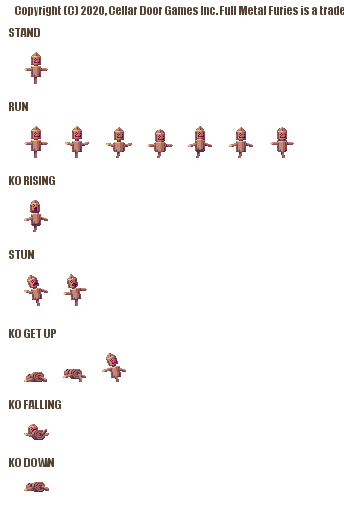 Copyright (C) 2020, Cellar Door Games Inc. Full Metal Furies is a trade
STAND
RUN
KO RISING
STUN
KO GET UP
KO FALLING
KO DOWN